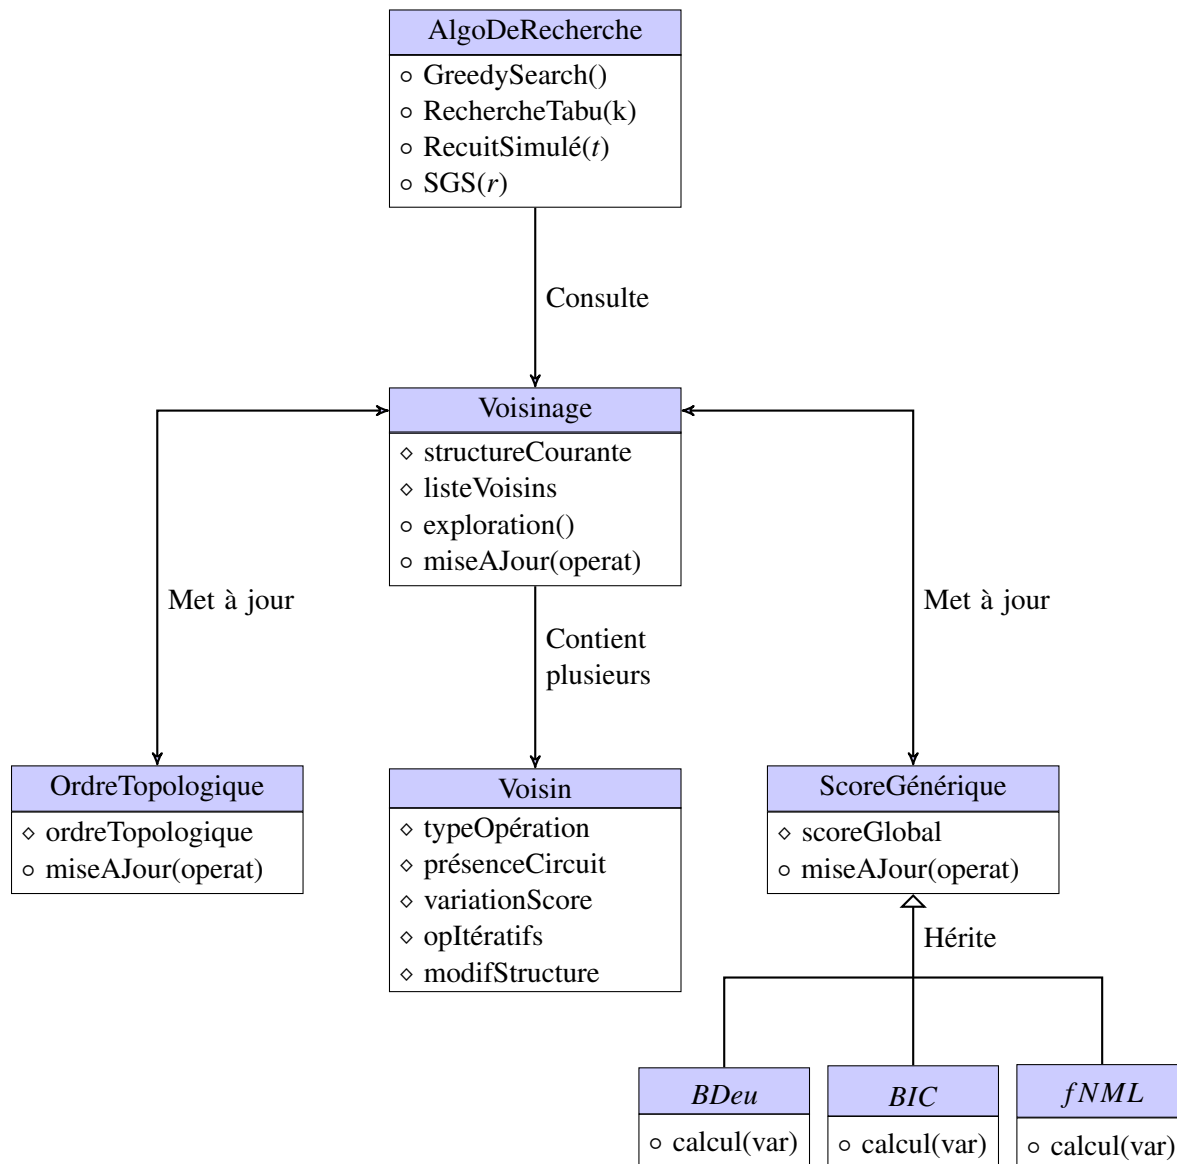 AlgoDeRecherche
GreedySearch()
RechercheTabu(k)
RecuitSimulé(t)
SGS(r)
Consulte
Voisinage
structureCourante
listeVoisins
exploration()
miseAJour(operat)
Met à jour
Contient
plusieurs
Met à jour
OrdreTopologique
ordreTopologique
miseAJour(operat)
Voisin
typeOpération
présenceCircuit
variationScore
opItératifs
modifStructure
ScoreGénérique
scoreGlobal
miseAJour(operat)
Hérite
BDeu
calcul(var)
BIC
calcul(var)
fNML
calcul(var)